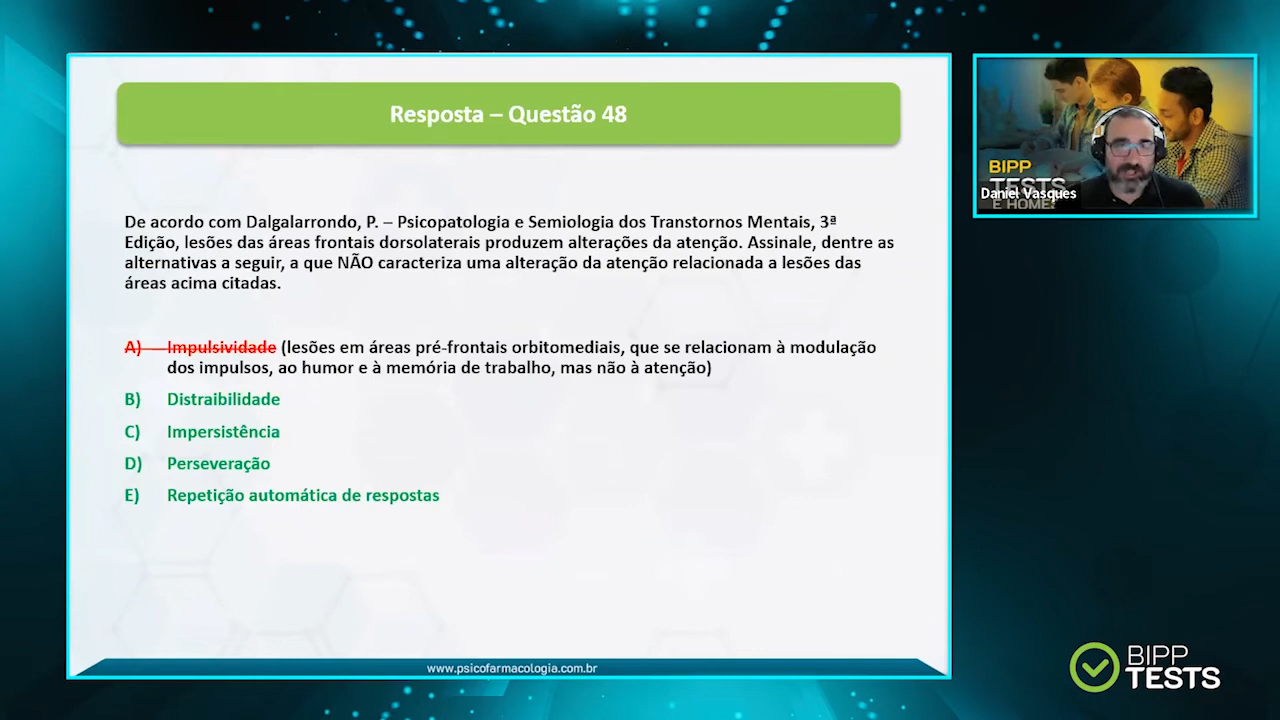 Resposta – Questão 48
De acordo com Dalgalarrondo, P. – Psicopatologia e Semiologia dos Transtornos Mentais, 3ª
Edição, lesões das áreas frontais dorsolaterais produzem alterações da atenção. Assinale, dentre as
alternativas a seguir, a que NÃO caracteriza uma alteração da atenção relacionada a lesões das
áreas acima citadas.
A) Impulsividade (lesões em áreas pré-frontais orbitomediais, que se relacionam à modulação
dos impulsos, ao humor e à memória de trabalho, mas não à atenção)
B) Distraibilidade
C) Impersistência
D) Perseveração
E) Repetição automática de respostas
www.psicofarmacologia.com.br
BIPP
TESTS
É HOME!
Daniel Vasques
BIPP
TESTS